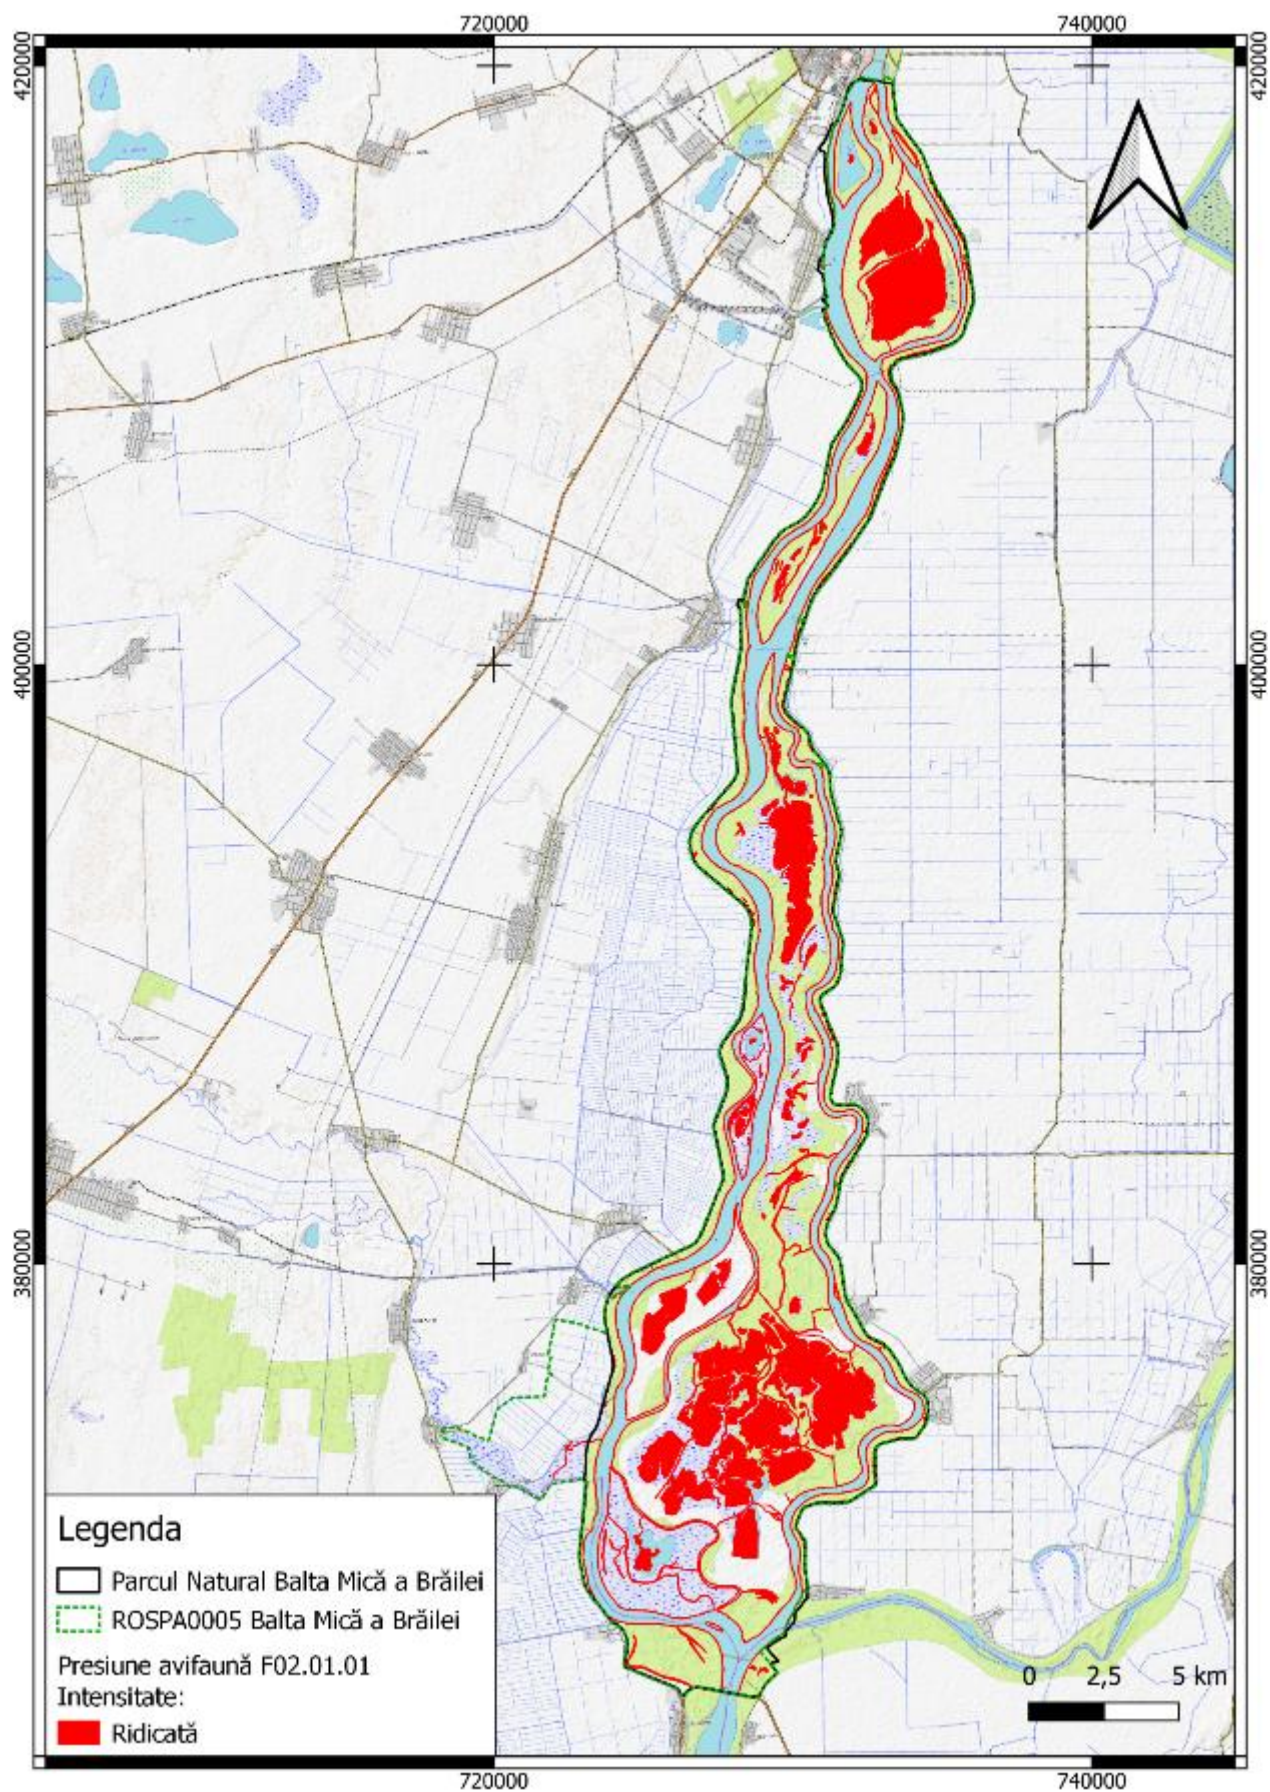 720000
740000
420000
420000
400000
400000
380000
380000
Legenda
Parcul Natural Balta Mică a Brăilei
ROSPA0005 Balta Mică a Brăilei
Presiune avifaună F02.01.01
Intensitate:
Ridicată
0 2,5 5 km
720000
740000